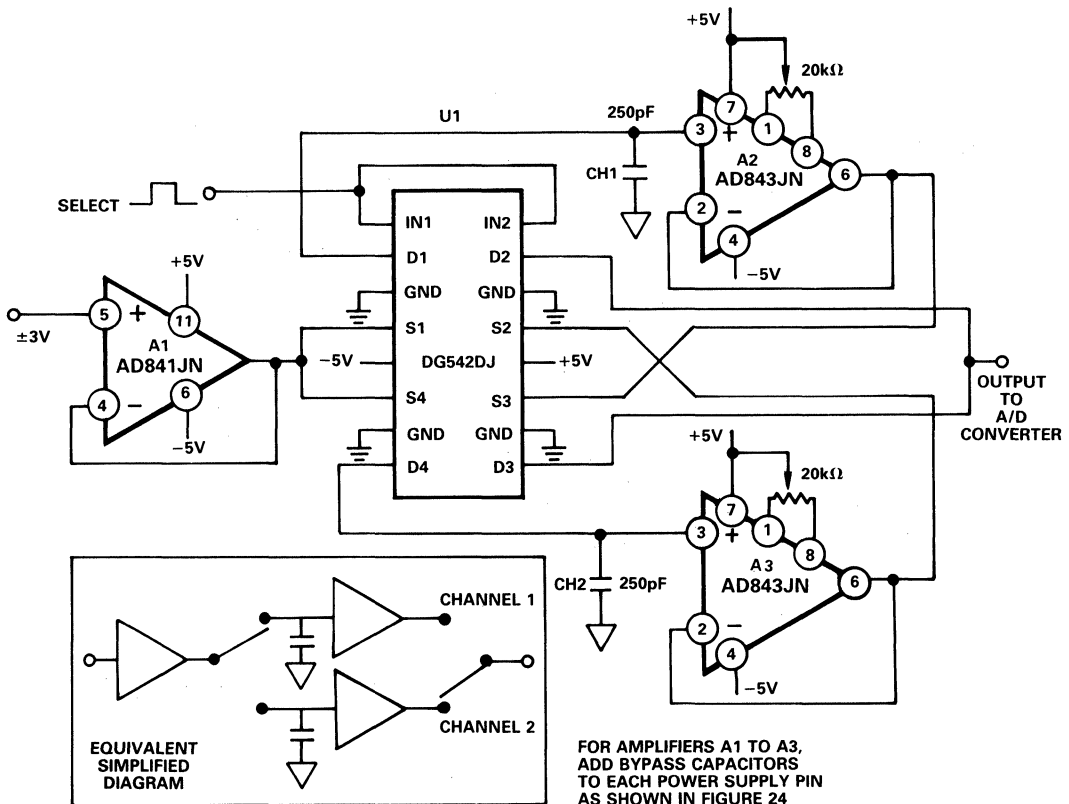 +5V
20kΩ
U1
250pF
7
3
+
1
8
A2
AD843JN
6
CH1
2
−
4
−5V
SELECT
IN1
IN2
D1
D2
GND
GND
S1
S2
−5V
DG542DJ
+5V
S4
S3
GND
GND
D4
D3
+5V
5
+
11
±3V
A1
AD841JN
4
−
6
−5V
OUTPUT
TO
A/D
CONVERTER
+5V
20kΩ
7
3
+
1
8
A3
AD843JN
6
CH2
250pF
2
−
4
−5V
CHANNEL 1
CHANNEL 2
EQUIVALENT
SIMPLIFIED
DIAGRAM
FOR AMPLIFIERS A1 TO A3,
ADD BYPASS CAPACITORS
TO EACH POWER SUPPLY PIN
AS SHOWN IN FIGURE 24